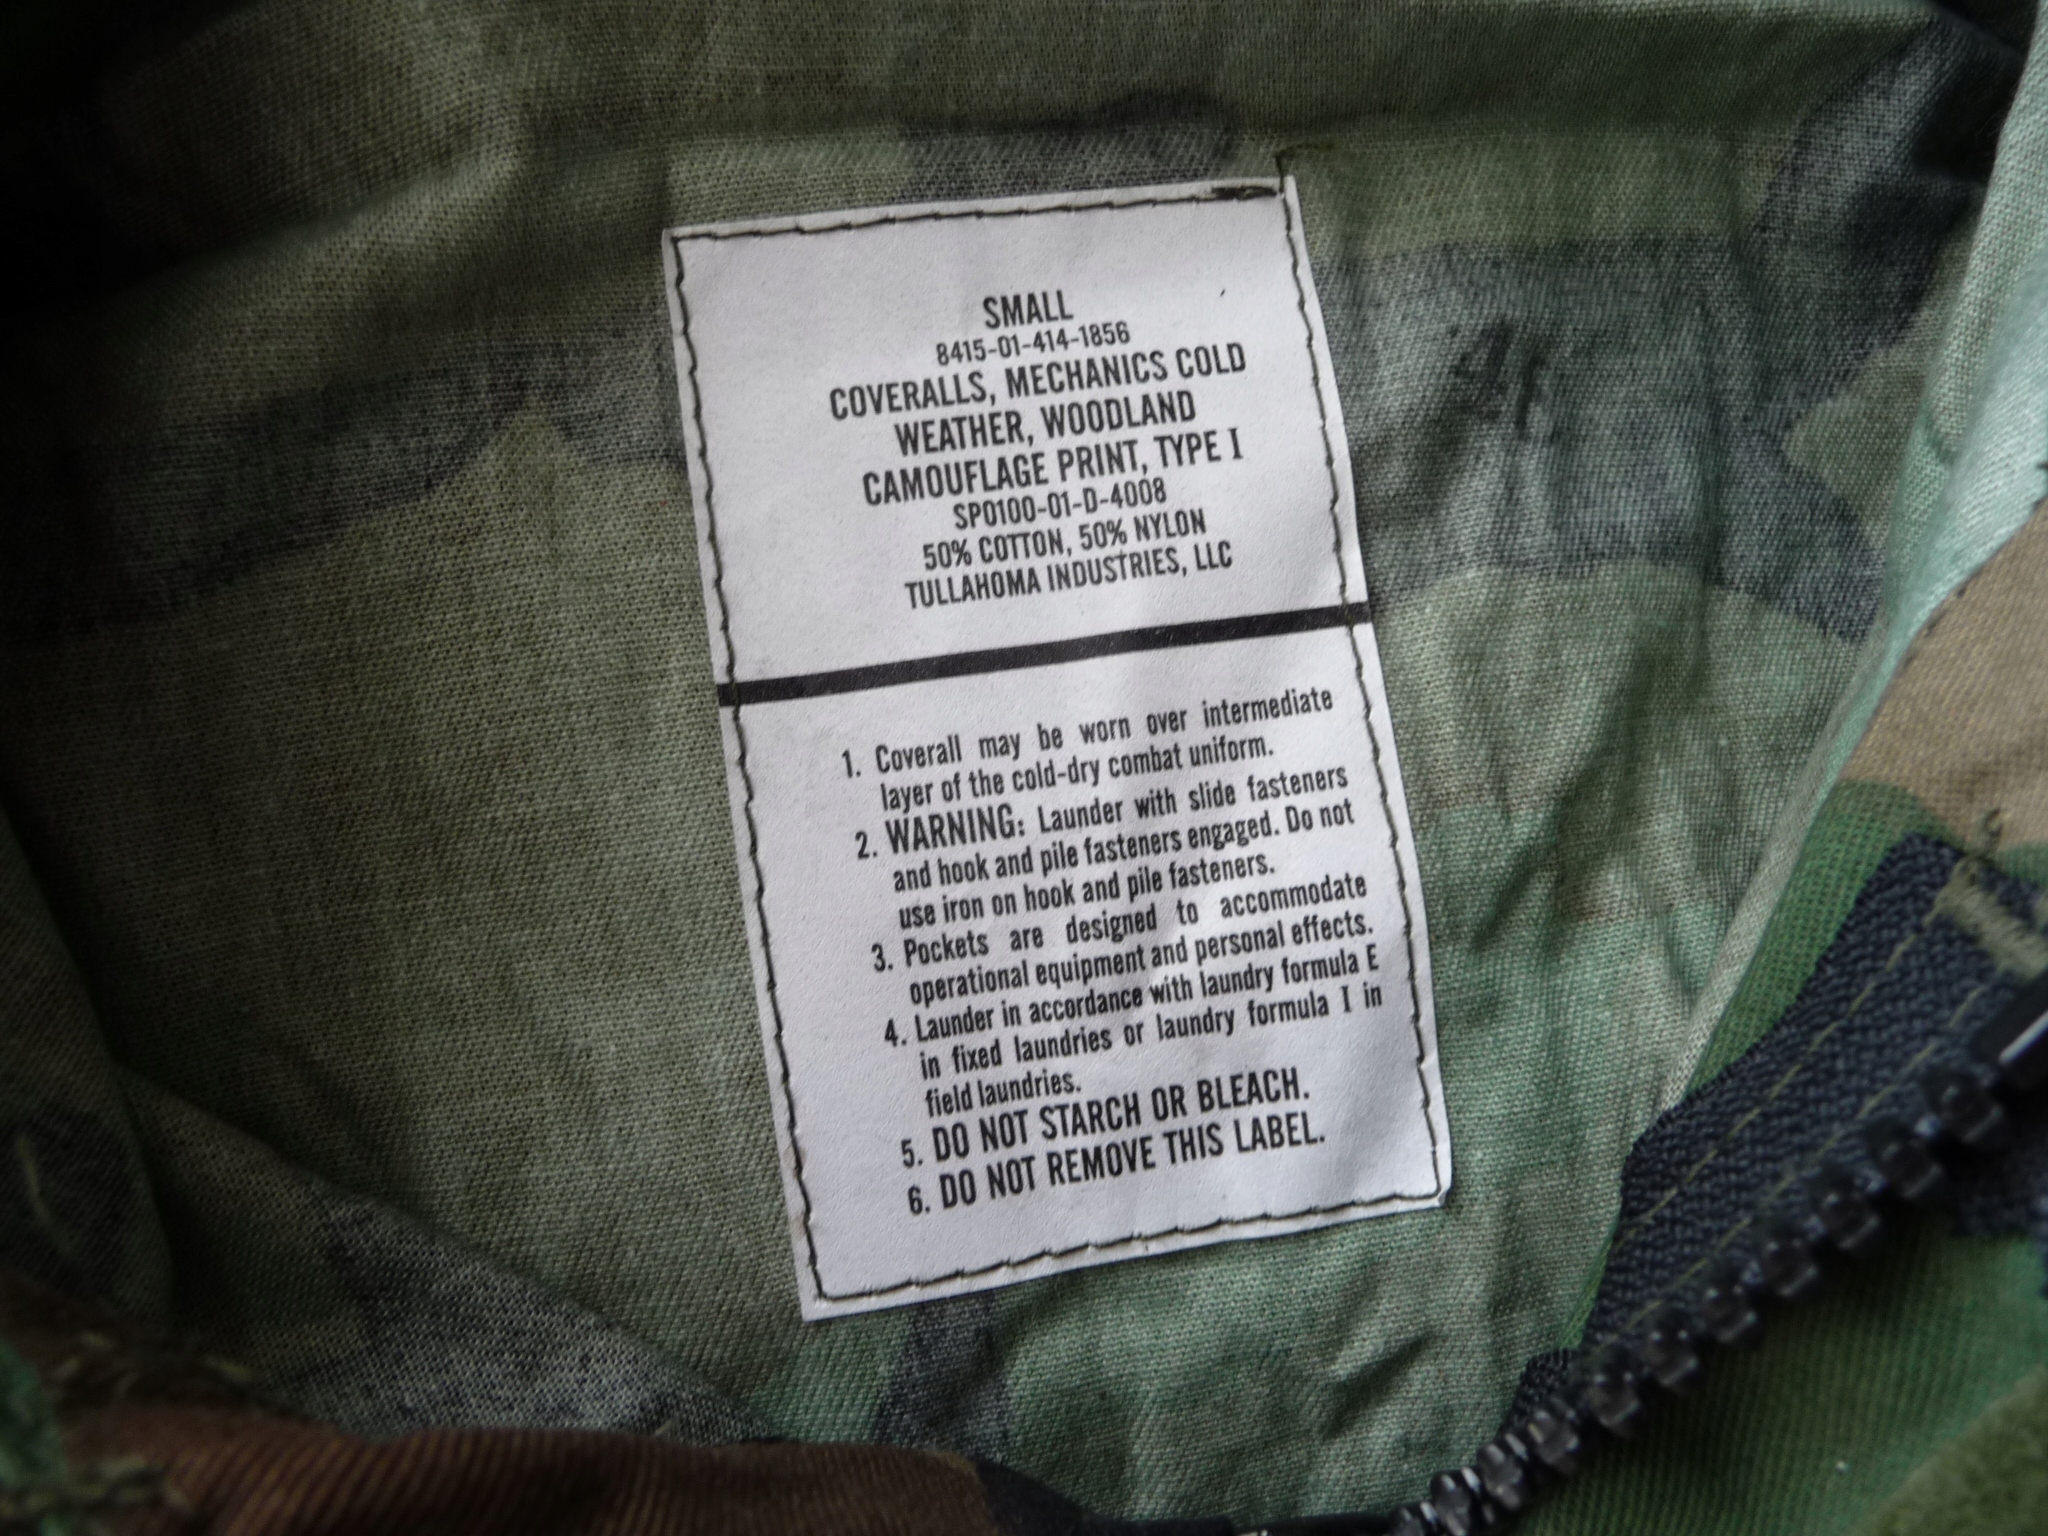 SMALL
8415-01-414-1856
COVERALLS, MECHANICS COLD
WEATHER, WOODLAND
CAMOUFLAGE PRINT, TYPE I
SP0100-01-D-4008
50% COTTON, 50% NYLON
TULLAHOMA INDUSTRIES, LLC
1. Coverall may be worn over intermediate
layer of the cold-dry combat uniform.
2. WARNING: Launder with slide fasteners
and hook and pile fasteners engaged. Do not
use iron on hook and pile fasteners.
3. Pockets are designed to accommodate
operational equipment and personal effects.
4. Launder in accordance with laundry formula E
in fixed laundries or laundry formula I in
field laundries.
5. DO NOT STARCH OR BLEACH.
6. DO NOT REMOVE THIS LABEL.